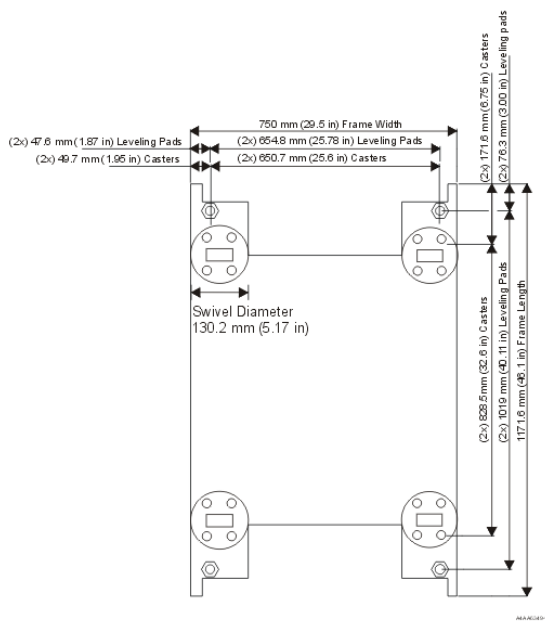 750 mm (29.5 in) Frame Width
(2x) 47.6 mm (1.87 in) Leveling Pads
(2x) 654.8 mm (25.78 in) Leveling Pads
(2x) 49.7 mm (1.95 in) Casters
(2x) 650.7 mm (25.6 in) Casters
(2x) 171.6 mm (6.75 in) Casters
(2x) 76.3 mm (3.00 in) Leveling pads
Swivel Diameter
130.2 mm (5.17 in)
(2x) 828.5mm (32.6 in) Casters
(2x) 1019 mm (40.11 in) Leveling Pads
1171.6 mm (46.1 in) Frame Length